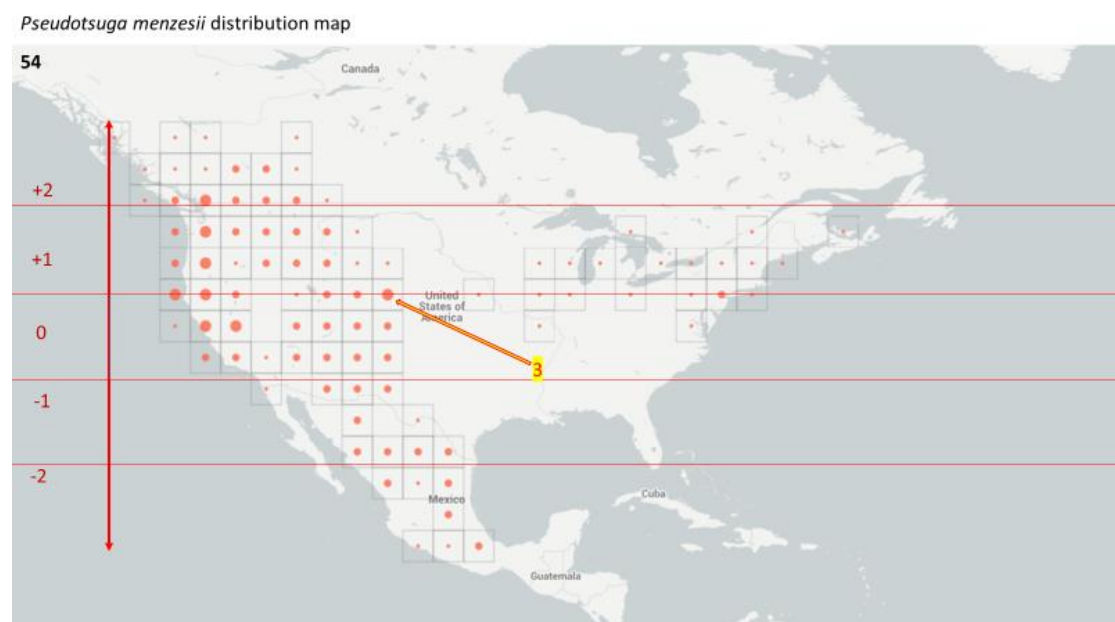 Pseudotsuga menzesii distribution map
54
Canada
+2
+1
United
States of
America
0
3
-1
-2
Mexico
Cuba
Guatemala